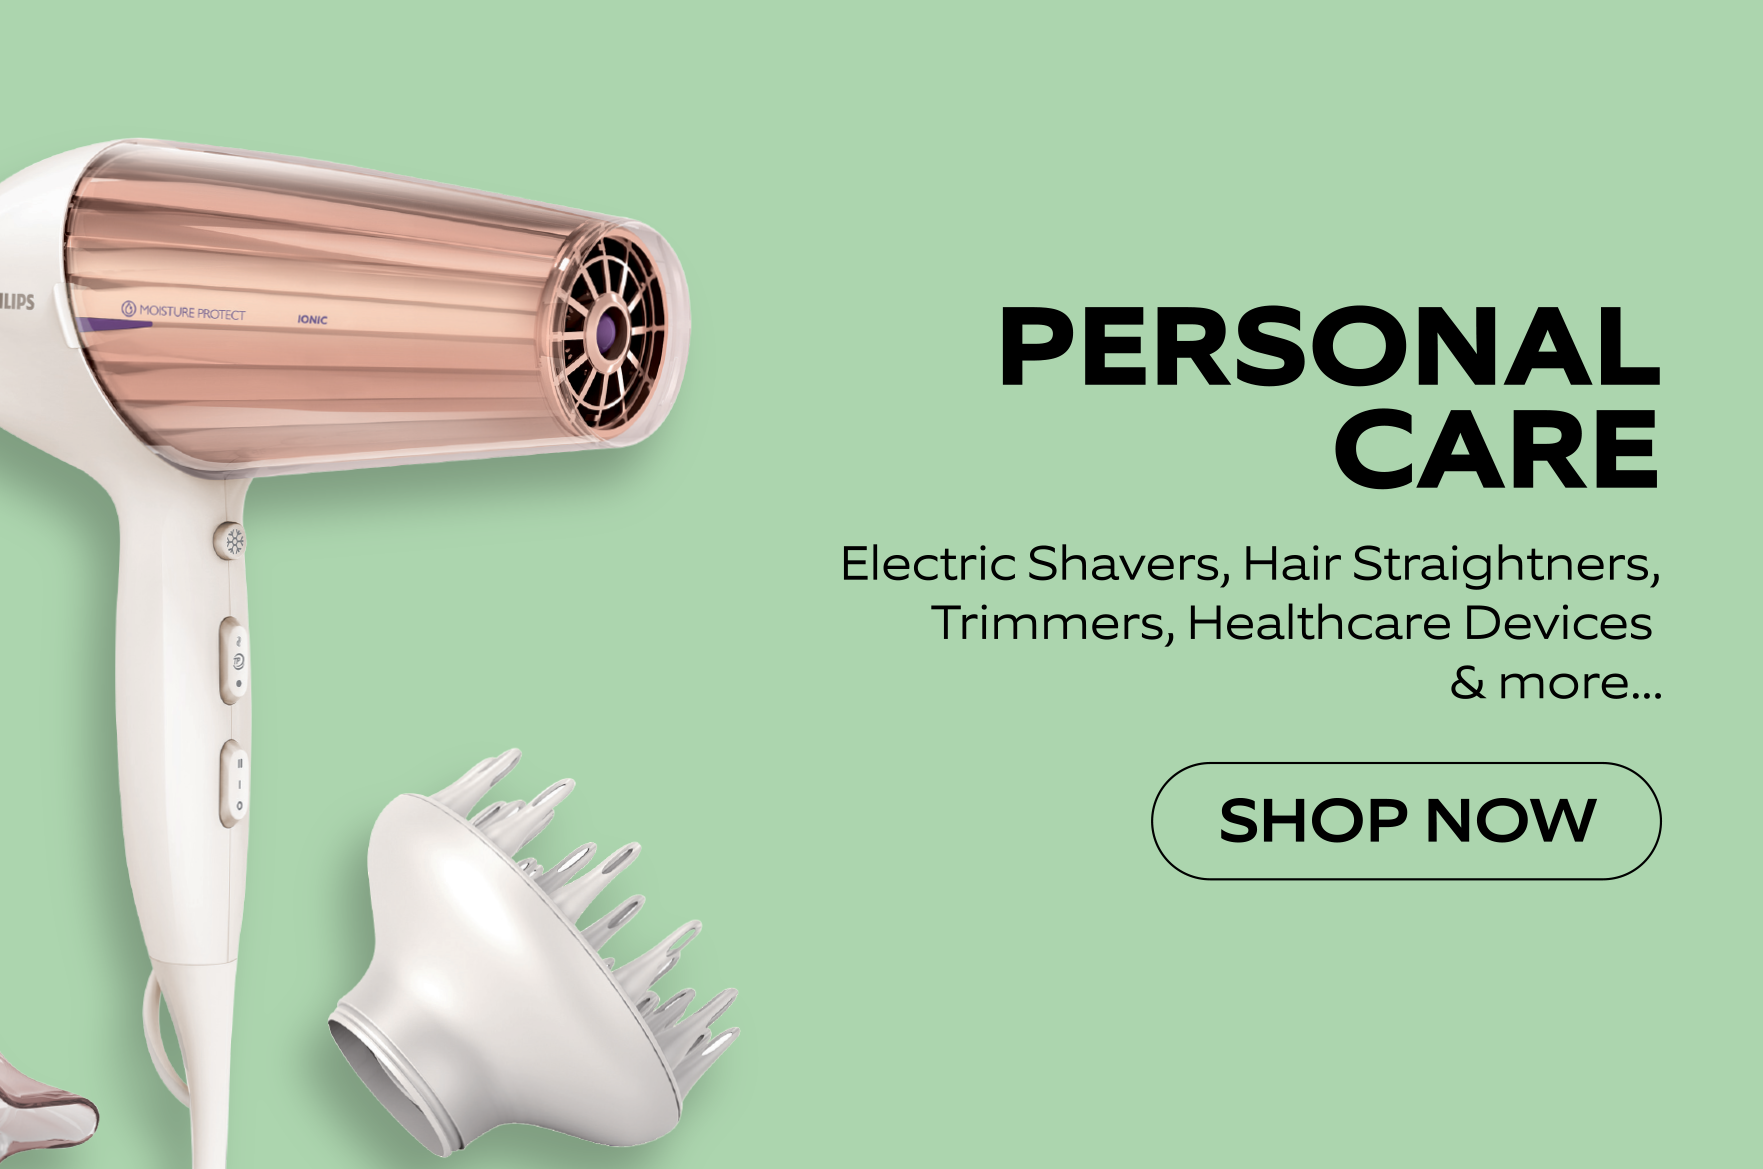 ILIPS
MOISTURE PROTECT
IONIC
PERSONAL
CARE
Electric Shavers, Hair Straightners,
Trimmers, Healthcare Devices
& more...
SHOP NOW